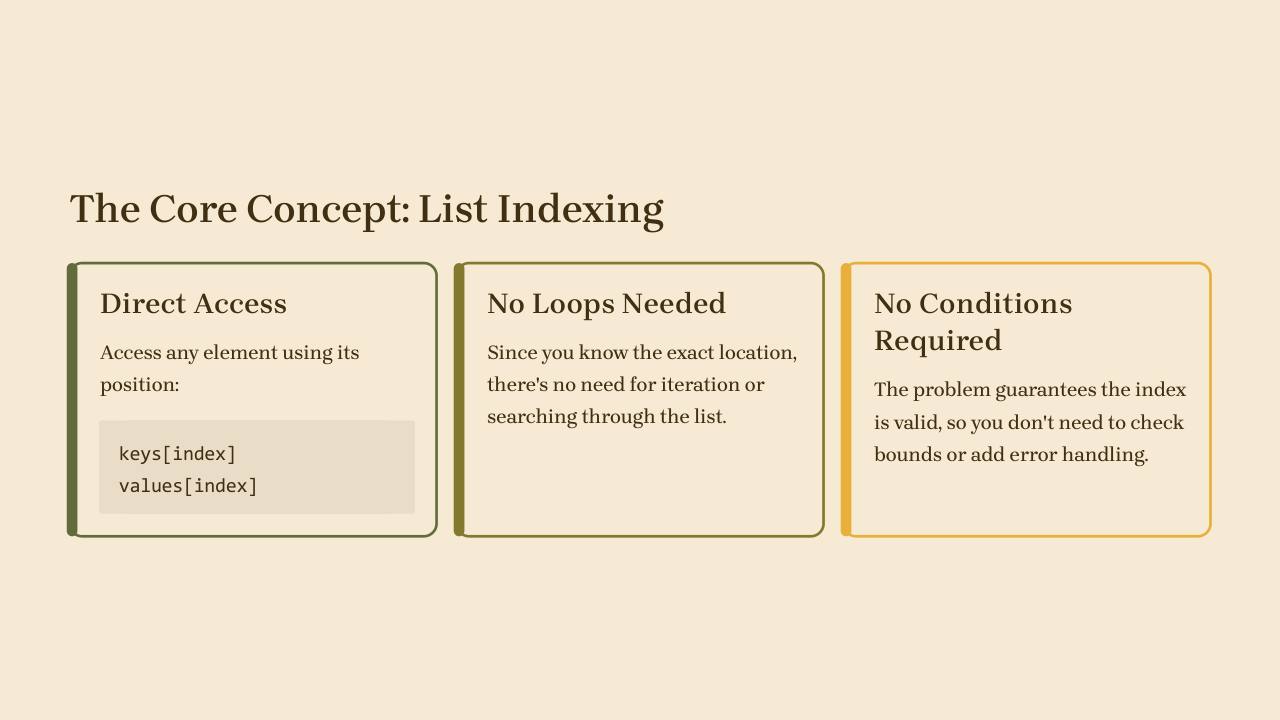 The Core Concept: List Indexing
Direct Access
Access any element using its
position:
keys[index]
values[index]
No Loops Needed
Since you know the exact location,
there's no need for iteration or
searching through the list.
No Conditions
Required
The problem guarantees the index
is valid, so you don't need to check
bounds or add error handling.